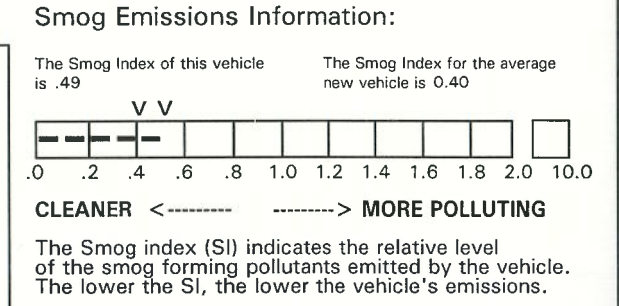 Smog Emissions Information:
The Smog Index of this vehicle
is .49
The Smog Index for the average
new vehicle is 0.40
V V
.0 .2 .4 .6 .8 1.0 1.2 1.4 1.6 1.8 2.0 10.0
CLEANER <--------- ---------> MORE POLLUTING
The Smog index (SI) indicates the relative level
of the smog forming pollutants emitted by the vehicle.
The lower the SI, the lower the vehicle's emissions.